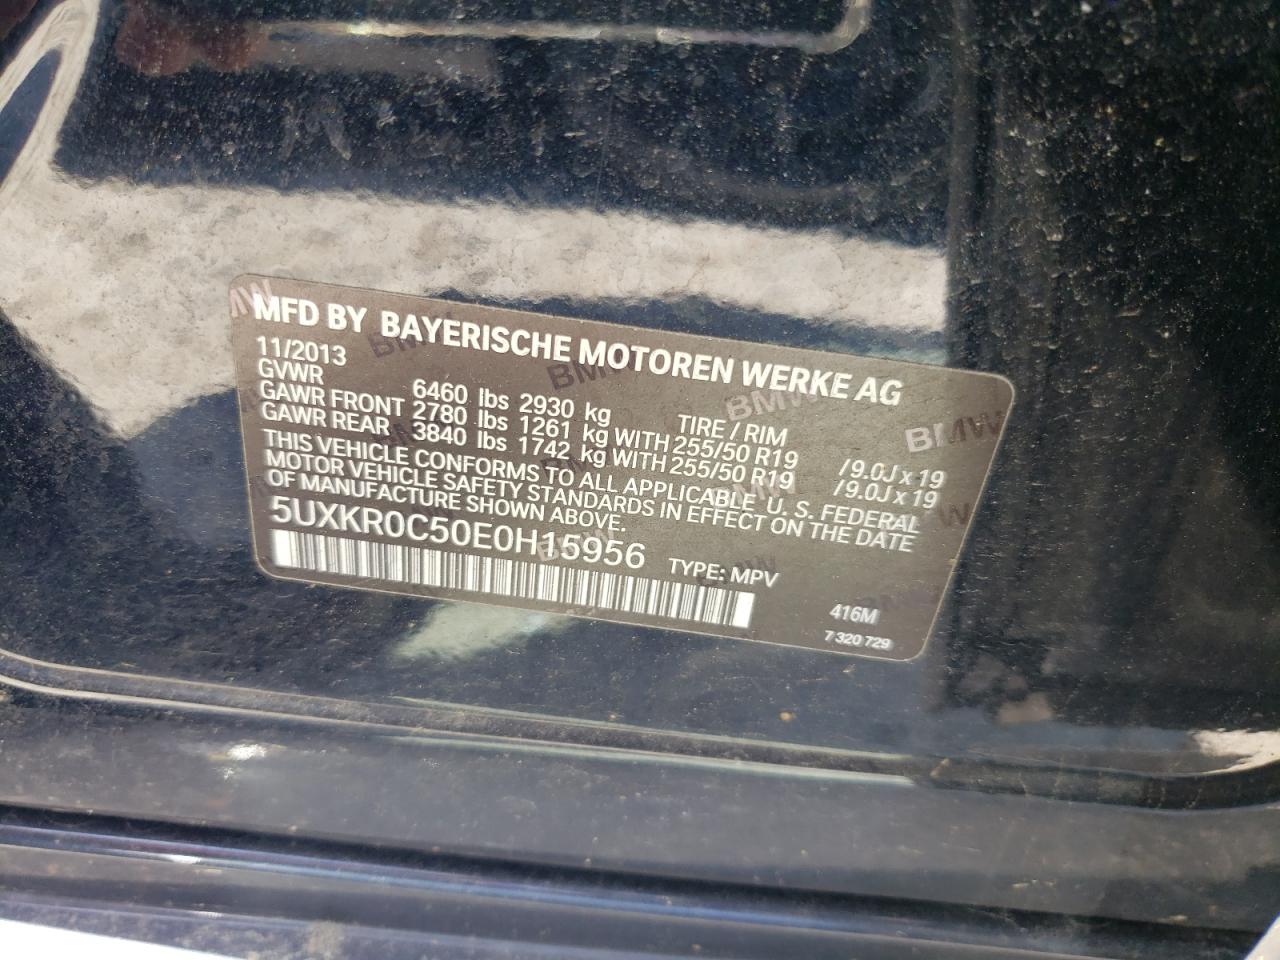 MFD BY BAYERISCHE MOTOREN WERKE AG
11/2013
GVWR 6460 lbs 2930 kg TIRE / RIM
GAWR FRONT 2780 lbs 1261 kg WITH 255/50 R19 /9.0J x 19
GAWR REAR 3840 lbs 1742 kg WITH 255/50 R19 /9.0J x 19
THIS VEHICLE CONFORMS TO ALL APPLICABLE U. S. FEDERAL
MOTOR VEHICLE SAFETY STANDARDS IN EFFECT ON THE DATE
OF MANUFACTURE SHOWN ABOVE.
5UXKR0C50E0H15956 TYPE: MPV
416M
7 320 729